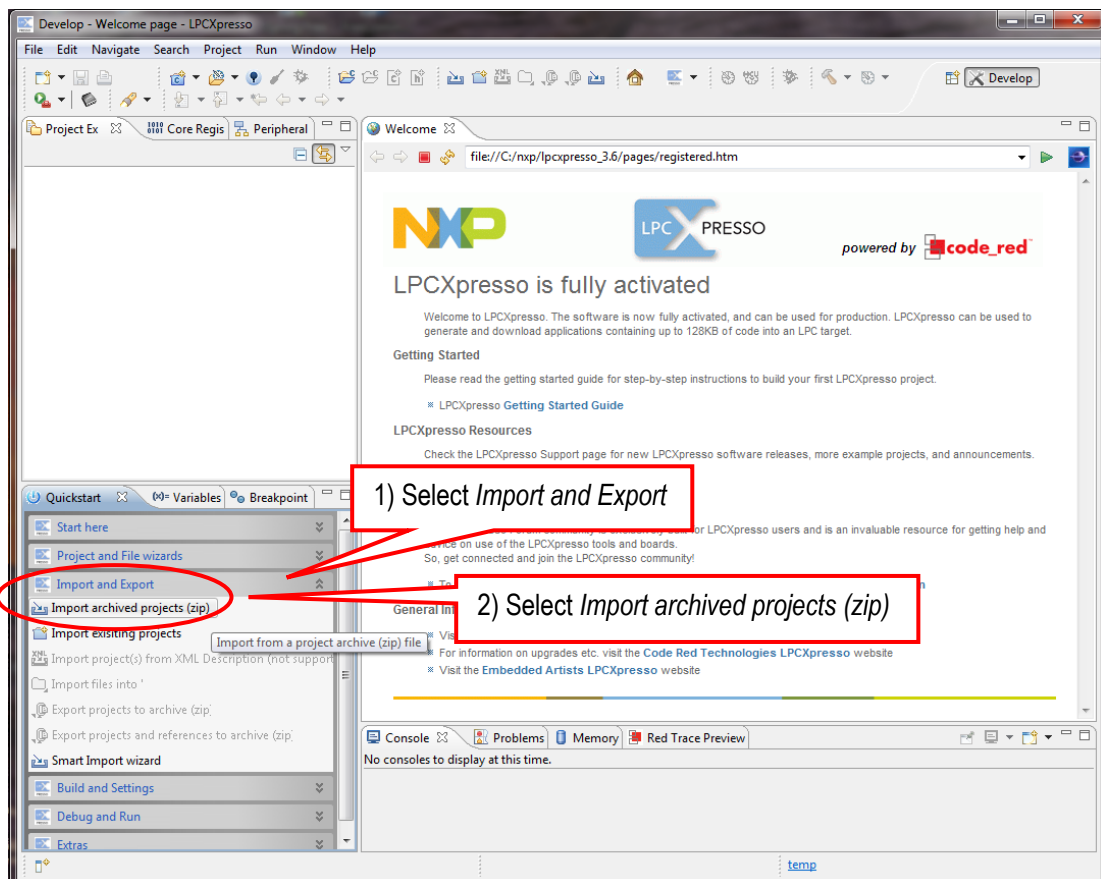 Develop - Welcome page - LPCXpresso
File Edit Navigate Search Project Run Window Help
Develop
Project Ex
Core Regis
Peripheral
Welcome
file://C:/nxp/lpcxpresso_3.6/pages/registered.htm
NXP
LPC XPRESSO
powered by code_red
LPCXpresso is fully activated
Welcome to LPCXpresso. The software is now fully activated, and can be used for production. LPCXpresso can be used to
generate and download applications containing up to 128KB of code into an LPC target.
Getting Started
Please read the getting started guide for step-by-step instructions to build your first LPCXpresso project.
LPCXpresso Getting Started Guide
LPCXpresso Resources
Check the LPCXpresso Support page for new LPCXpresso software releases, more example projects, and announcements.
1) Select Import and Export
for LPCXpresso users and is an invaluable resource for getting help and
on use of the LPCXpresso tools and boards.
So, get connected and join the LPCXpresso community!
2) Select Import archived projects (zip)
General
For information on upgrades etc. visit the Code Red Technologies LPCXpresso website
Visit the Embedded Artists LPCXpresso website
Quickstart
(x)= Variables
Breakpoint
Start here
Project and File wizards
Import and Export
Import archived projects (zip)
Import exisiting projects
Import from a project archive (zip) file
Import project(s) from XML Description (not support
Import files into '
Export projects to archive (zip)
Export projects and references to archive (zip)
Smart Import wizard
Build and Settings
Debug and Run
Extras
Console
Problems
Memory
Red Trace Preview
No consoles to display at this time.
temp